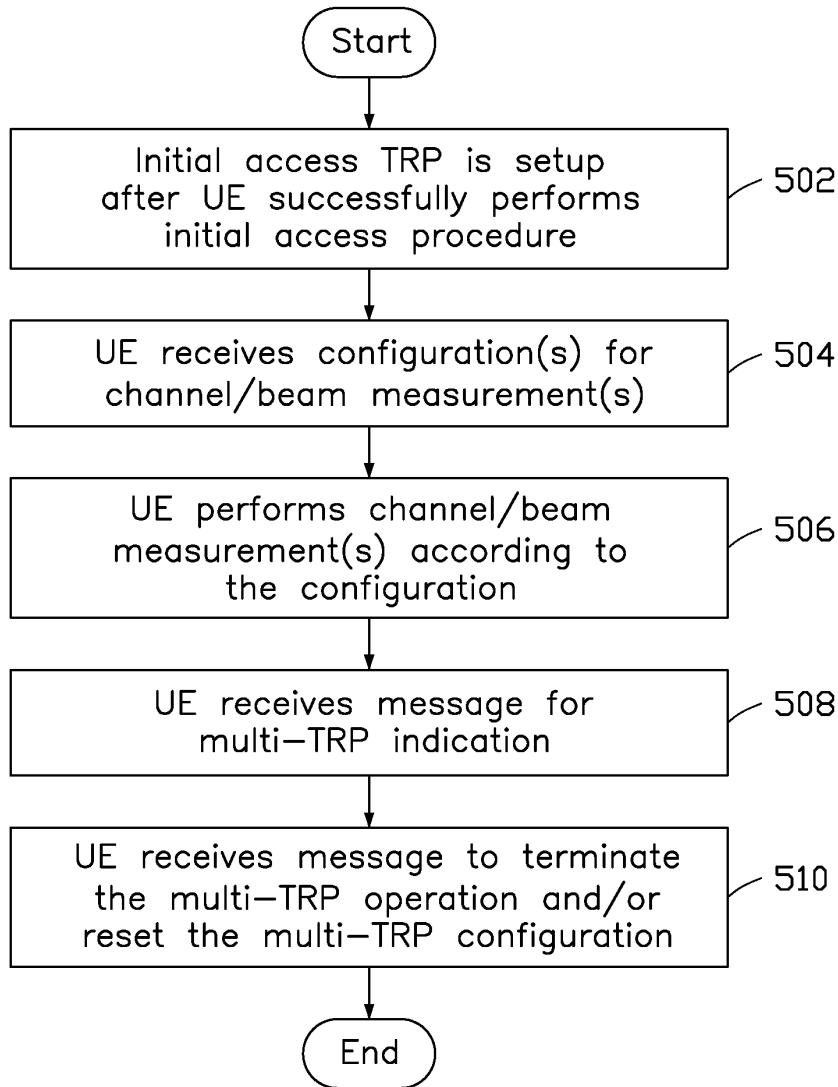 Start
Initial access TRP is setup
after UE successfully performs
initial access procedure
502
UE receives configuration(s) for
channel/beam measurement(s)
504
UE performs channel/beam
measurement(s) according to
the configuration
506
UE receives message for
multi-TRP indication
508
UE receives message to terminate
the multi-TRP operation and/or
reset the multi-TRP configuration
510
End